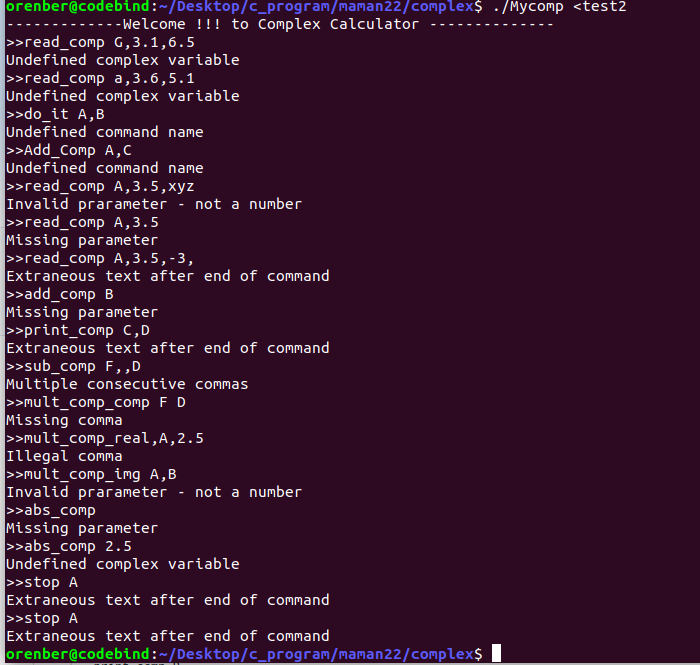 orenber@codebind:~/Desktop/c_program/maman22/complex$ ./Mycomp <test2
-------------Welcome !!! to Complex Calculator --------------
>>read_comp G,3.1,6.5
Undefined complex variable
>>read_comp a,3.6,5.1
Undefined complex variable
>>do_it A,B
Undefined command name
>>Add_Comp A,C
Undefined command name
>>read_comp A,3.5,xyz
Invalid prarameter - not a number
>>read_comp A,3.5
Missing parameter
>>read_comp A,3.5,-3,
Extraneous text after end of command
>>add_comp B
Missing parameter
>>print_comp C,D
Extraneous text after end of command
>>sub_comp F,,D
Multiple consecutive commas
>>mult_comp_comp F D
Missing comma
>>mult_comp_real,A,2.5
Illegal comma
>>mult_comp_img A,B
Invalid prarameter - not a number
>>abs_comp
Missing parameter
>>abs_comp 2.5
Undefined complex variable
>>stop A
Extraneous text after end of command
>>stop A
Extraneous text after end of command
orenber@codebind:~/Desktop/c_program/maman22/complex$